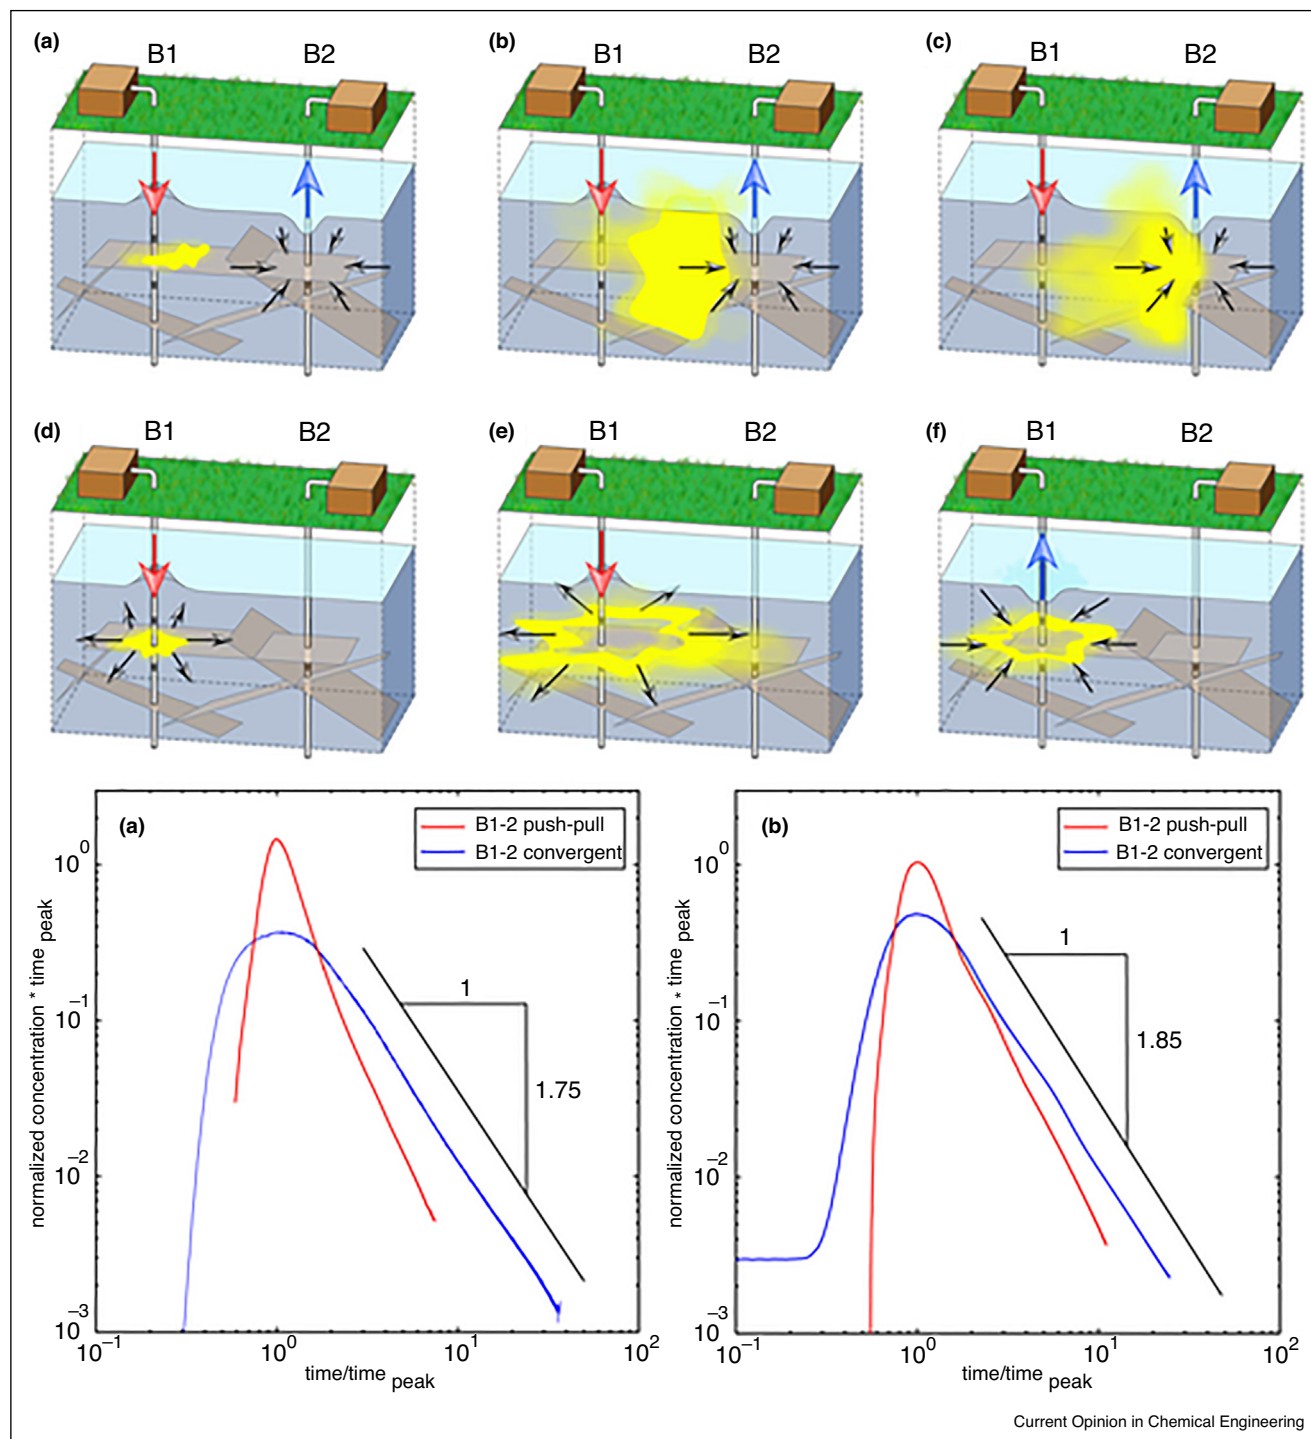 (a) B1 B2
(b) B1 B2
(c) B1 B2
(d) B1 B2
(e) B1 B2
(f) B1 B2
(a)
B1-2 push-pull
B1-2 convergent
normalized concentration * time peak
10^0
10^−1
10^−2
10^−3
1
1.75
10^−1 10^0 10^1 10^2
time/time peak
(b)
B1-2 push-pull
B1-2 convergent
normalized concentration * time peak
10^0
10^−1
10^−2
10^−3
1
1.85
10^−1 10^0 10^1 10^2
time/time peak
Current Opinion in Chemical Engineering